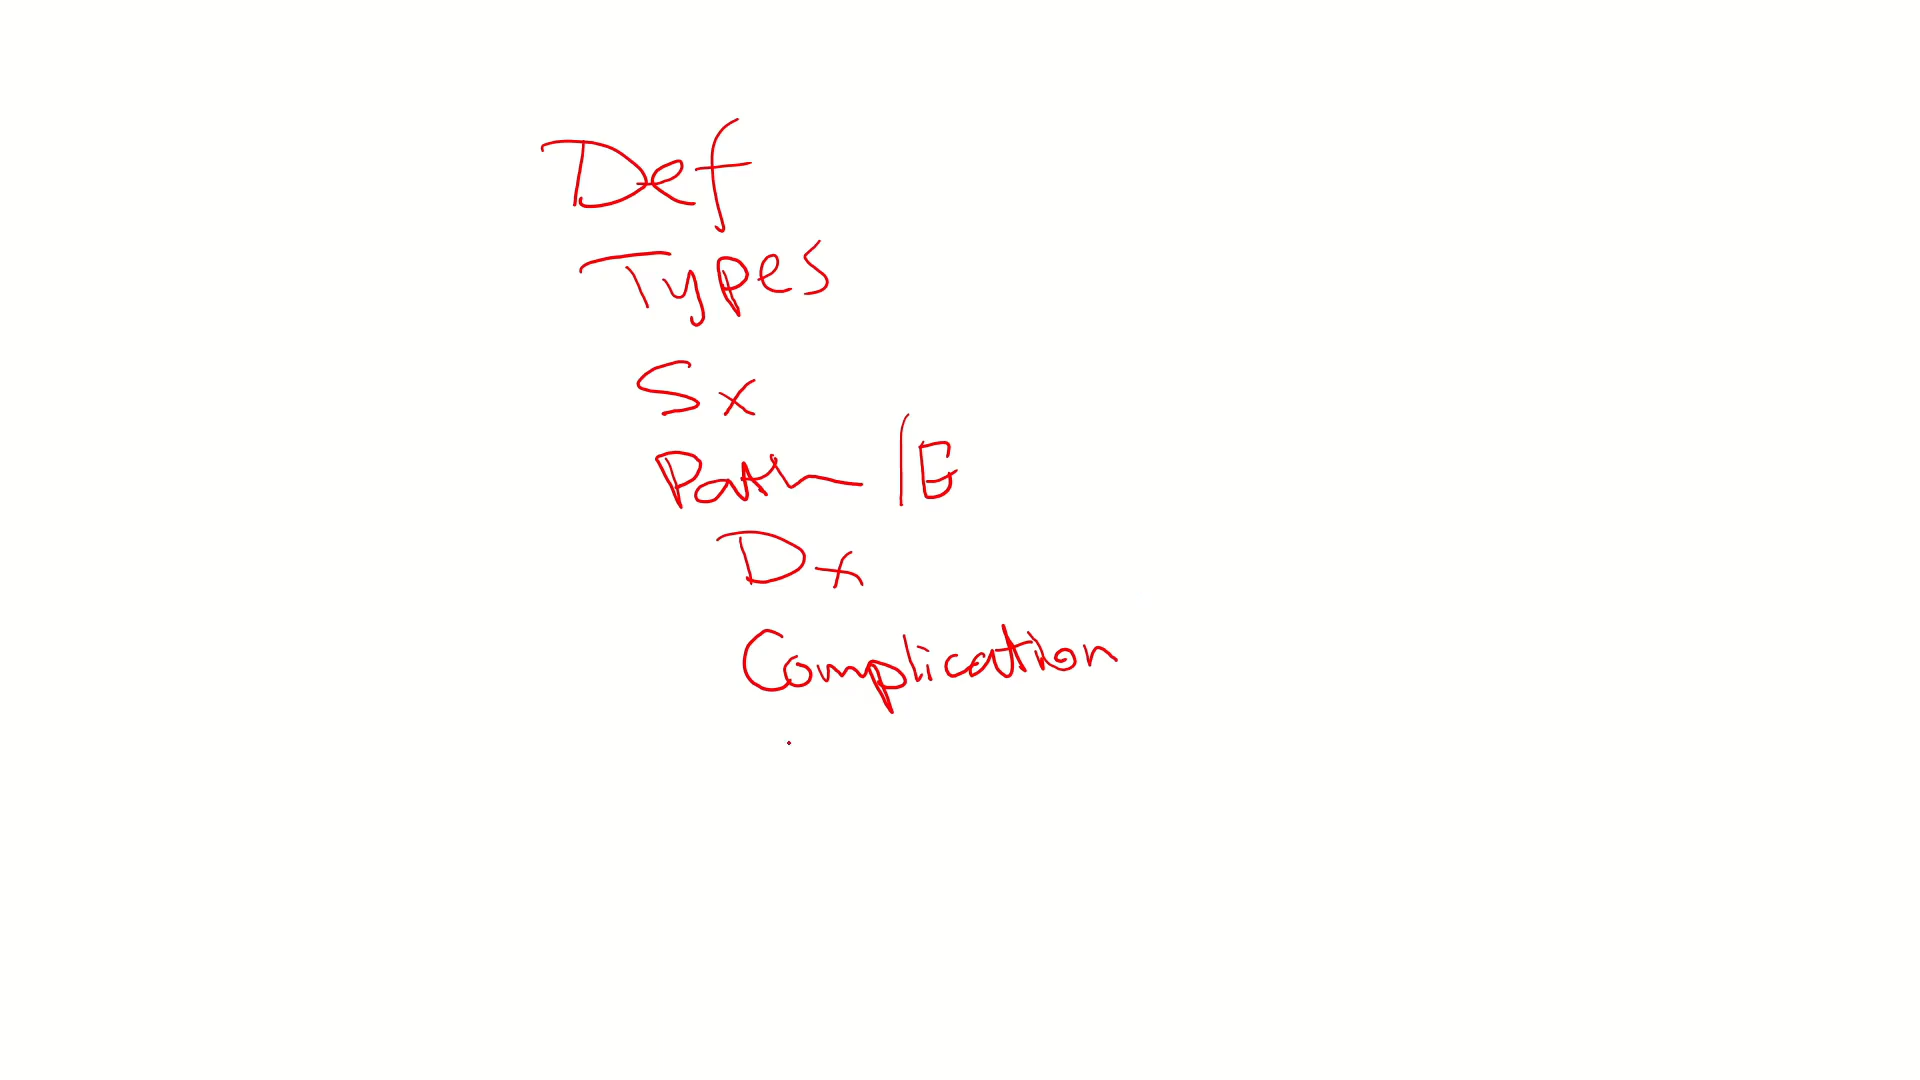 Def
Types
Sx
Path /E
Dx
Complication